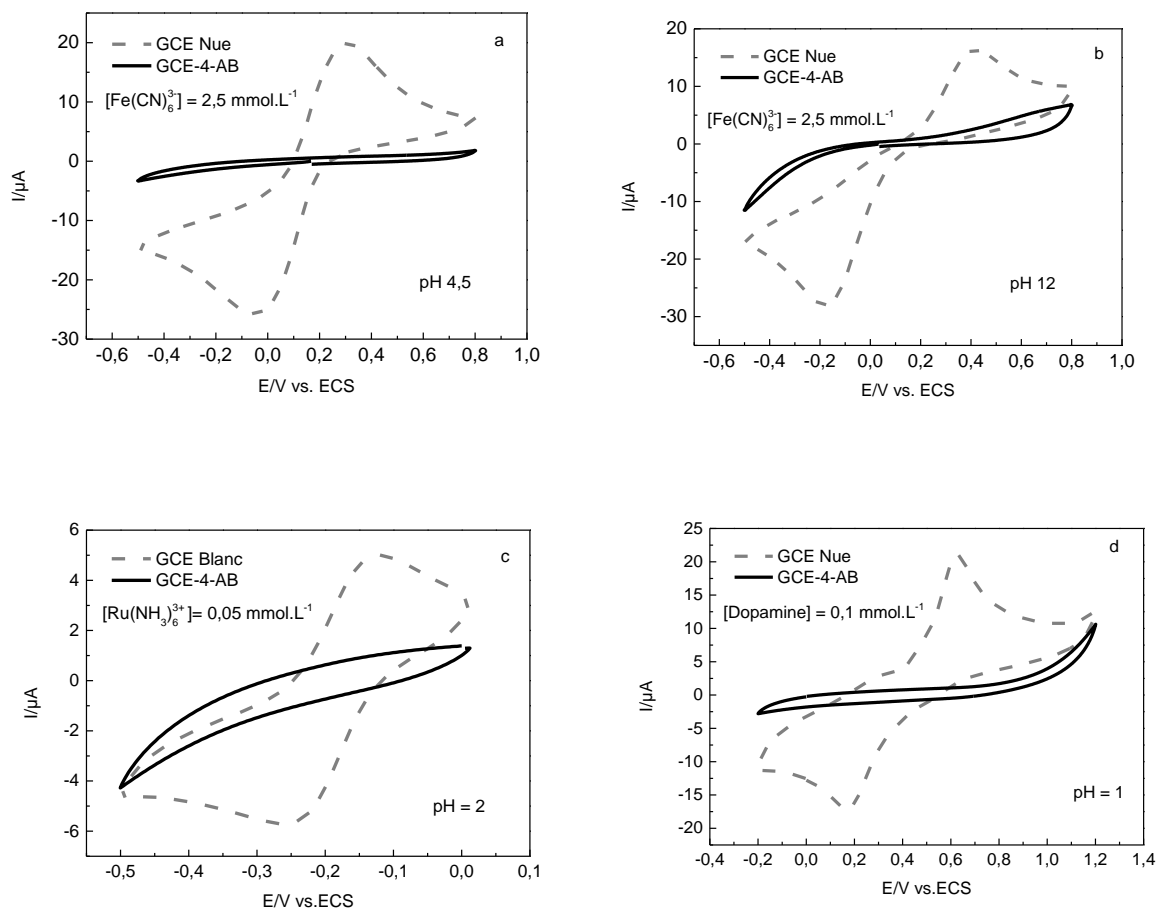 a
GCE Nue
GCE-4-AB
[Fe(CN)₆³⁻] = 2,5 mmol.L⁻¹
pH 4,5
20
10
0
-10
-20
-30
I/µA
-0,6 -0,4 -0,2 0,0 0,2 0,4 0,6 0,8 1,0
E/V vs. ECS
b
GCE Nue
GCE-4-AB
[Fe(CN)₆³⁻] = 2,5 mmol.L⁻¹
pH 12
20
10
0
-10
-20
-30
I/µA
-0,6 -0,4 -0,2 0,0 0,2 0,4 0,6 0,8 1,0
E/V vs. ECS
c
GCE Blanc
GCE-4-AB
[Ru(NH₃)₆³⁺]= 0,05 mmol.L⁻¹
pH = 2
6
4
2
0
-2
-4
-6
I/µA
-0,5 -0,4 -0,3 -0,2 -0,1 0,0 0,1
E/V vs.ECS
d
GCE Nue
GCE-4-AB
[Dopamine] = 0,1 mmol.L⁻¹
pH = 1
25
20
15
10
5
0
-5
-10
-15
-20
I/µA
-0,4 -0,2 0,0 0,2 0,4 0,6 0,8 1,0 1,2 1,4
E/V vs.ECS